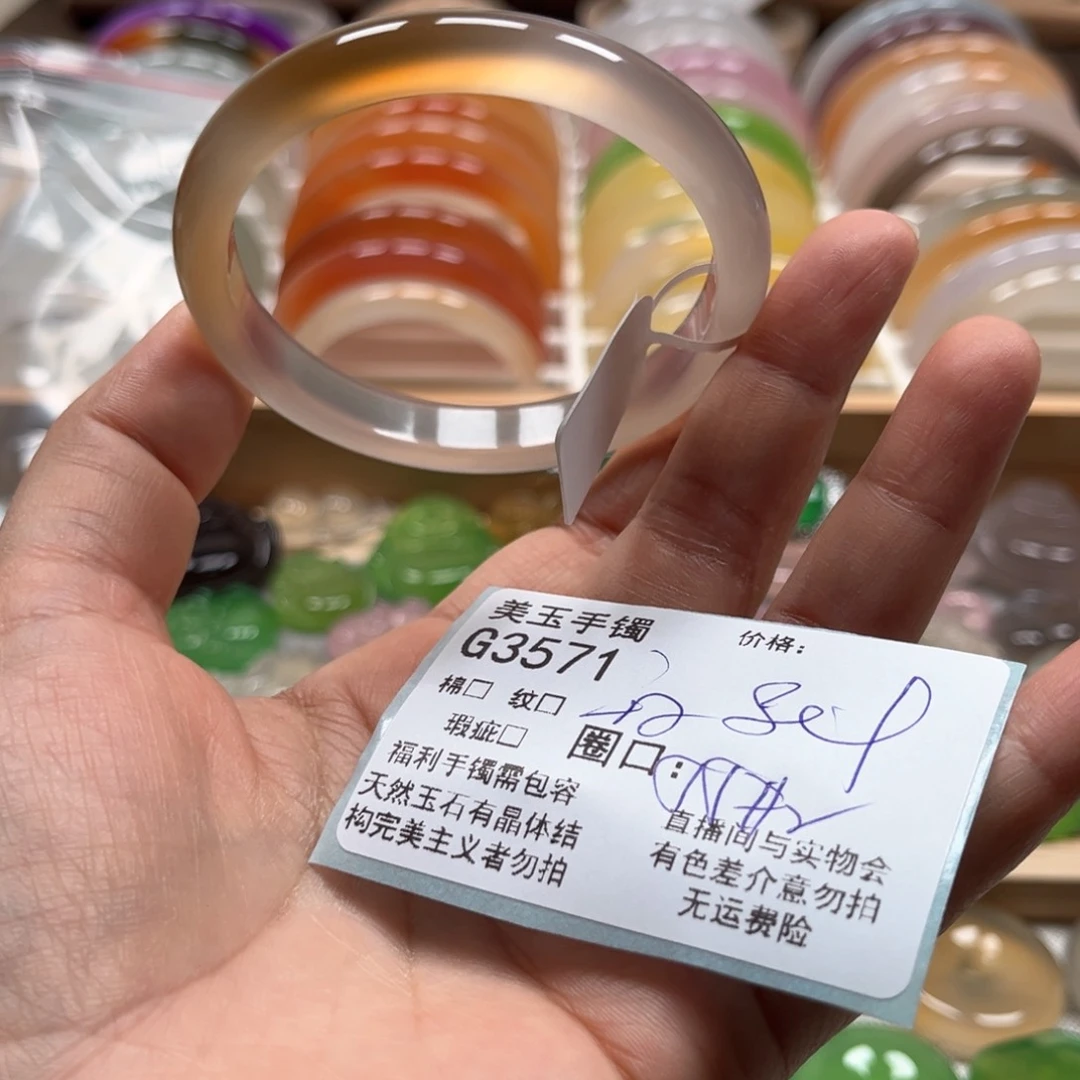 美玉手镯
价格:
G3571
棉□ 纹□
瑕疵□
圈口:
福利手镯需包容
天然玉石有晶体结
构完美主义者勿拍
直播间与实物会
有色差介意勿拍
无运费险